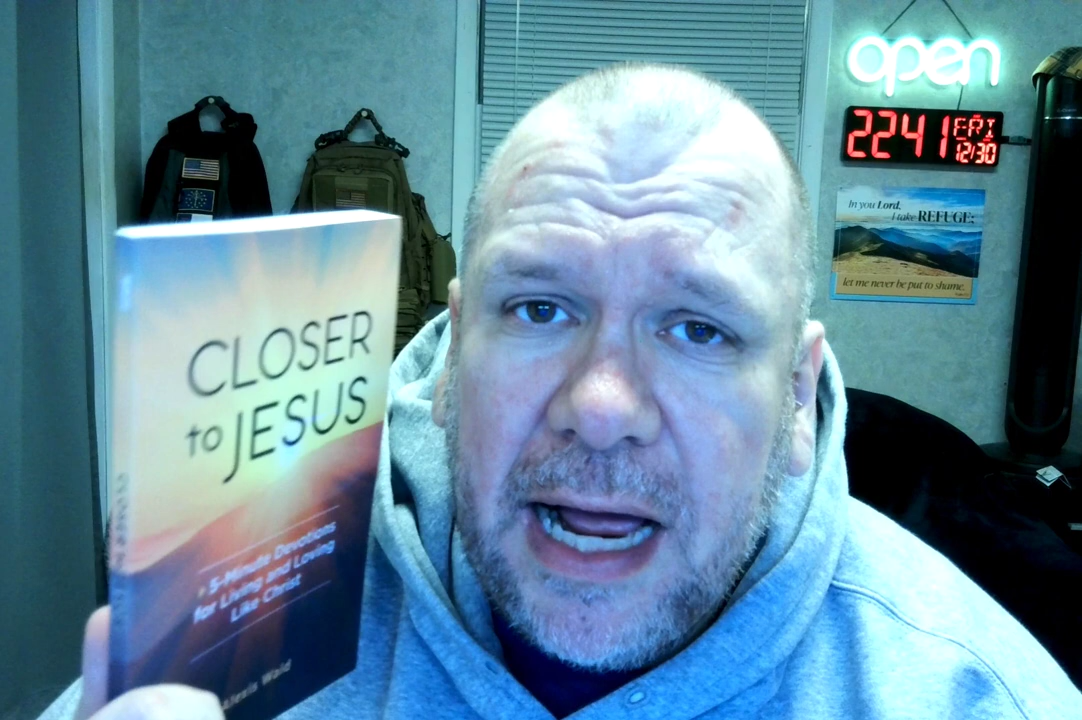 open
2241 FRI
12/30
In you Lord,
I take REFUGE;
let me never be put to shame.
CLOSER
to JESUS
5-Minute Devotions
for Living and Loving
Like Christ
Alexis Wald